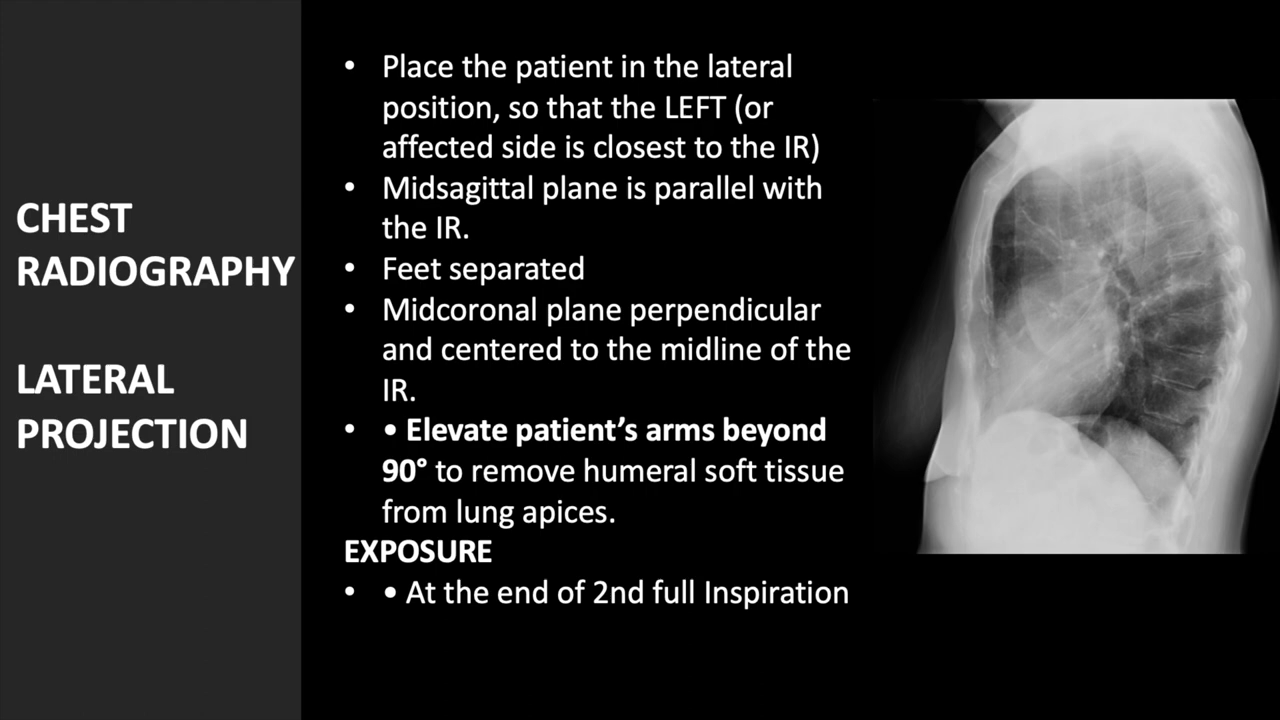 CHEST
RADIOGRAPHY
LATERAL
PROJECTION
• Place the patient in the lateral
position, so that the LEFT (or
affected side is closest to the IR)
• Midsagittal plane is parallel with
the IR.
• Feet separated
• Midcoronal plane perpendicular
and centered to the midline of the
IR.
• • Elevate patient’s arms beyond
90° to remove humeral soft tissue
from lung apices.
EXPOSURE
• • At the end of 2nd full Inspiration